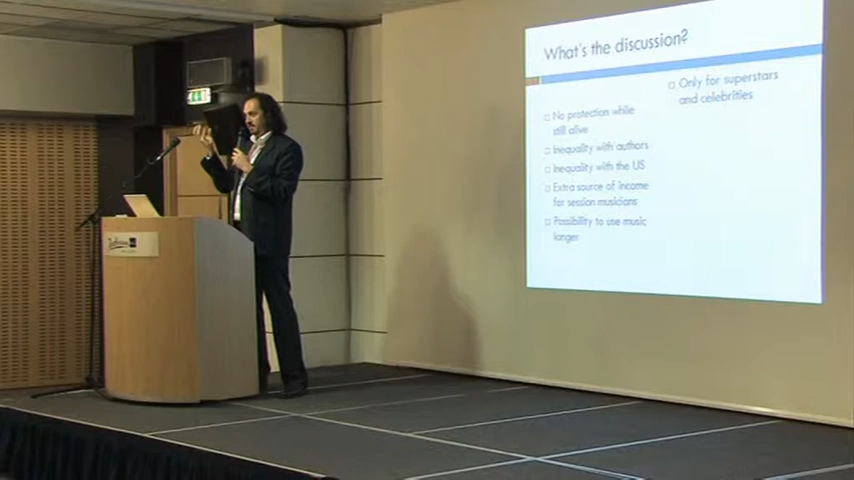 What's the discussion?
□ No protection while
still alive
□ Inequality with authors
□ Inequality with the US
□ Extra source of income
for session musicians
□ Possibility to use music
longer
□ Only for superstars
and celebrities